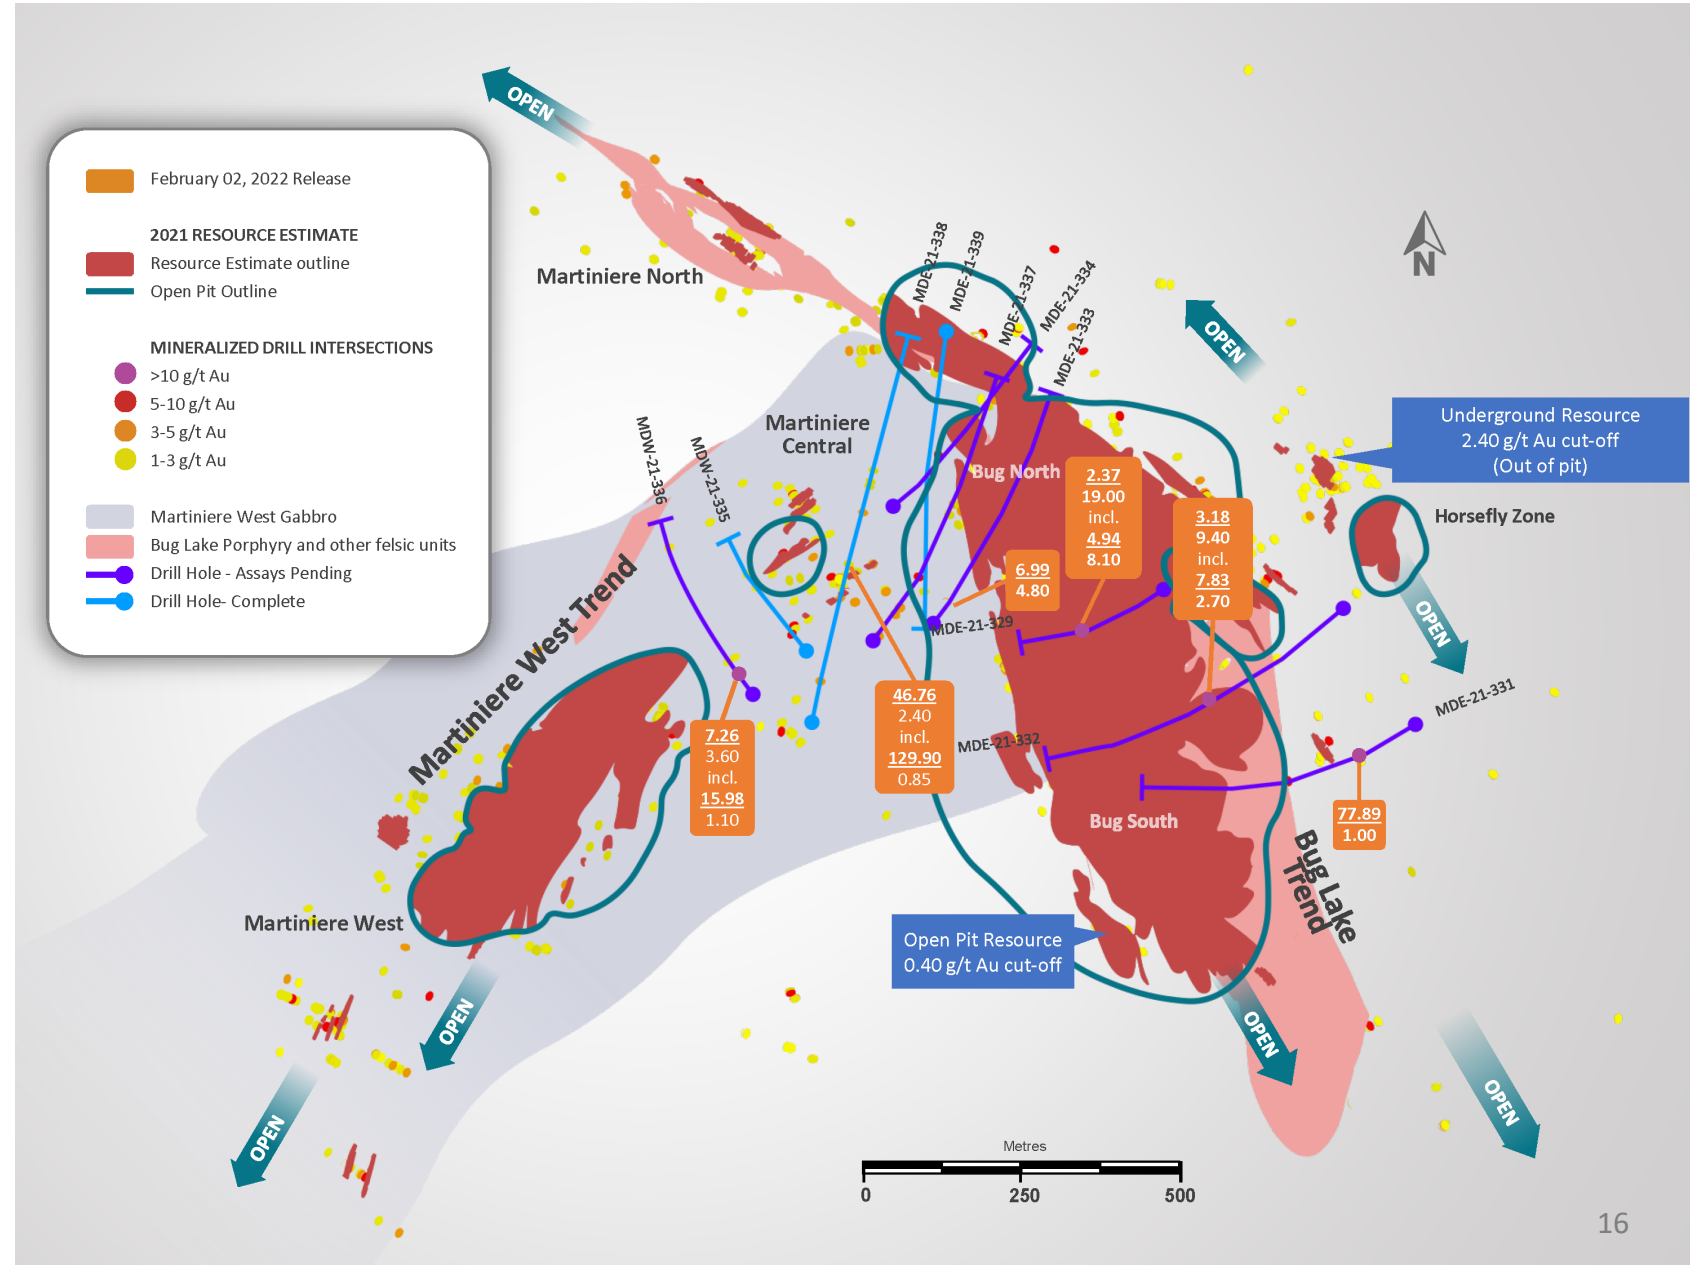 OPEN
February 02, 2022 Release
2021 RESOURCE ESTIMATE
Resource Estimate outline
Open Pit Outline
MINERALIZED DRILL INTERSECTIONS
>10 g/t Au
5-10 g/t Au
3-5 g/t Au
1-3 g/t Au
Martiniere West Gabbro
Bug Lake Porphyry and other felsic units
Drill Hole - Assays Pending
Drill Hole- Complete
Martiniere North
MDE-21-338
MDE-21-339
MDE-21-337
MDE-21-334
MDE-21-333
N
OPEN
Underground Resource
2.40 g/t Au cut-off
(Out of pit)
Horsefly Zone
OPEN
Martiniere
Central
MDW-21-336
MDW-21-335
Bug North
2.37
19.00
incl.
4.94
8.10
3.18
9.40
incl.
7.83
2.70
6.99
4.80
MDE-21-329
Martiniere West Trend
46.76
2.40
incl.
129.90
0.85
7.26
3.60
incl.
15.98
1.10
MDE-21-332
MDE-21-331
77.89
1.00
Bug South
Bug Lake
Trend
Martiniere West
Open Pit Resource
0.40 g/t Au cut-off
OPEN
OPEN
OPEN
OPEN
Metres
0 250 500
16